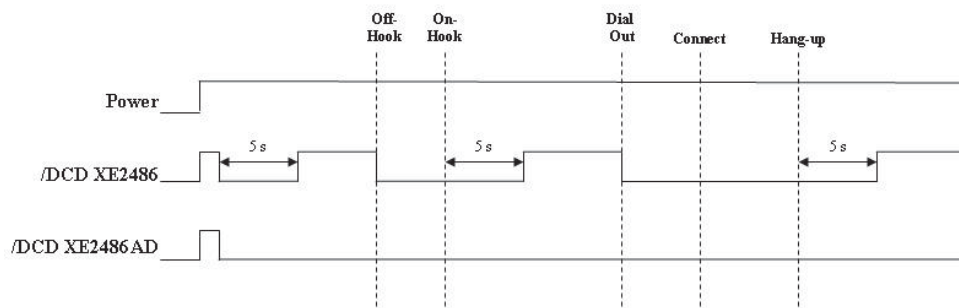 Off-
Hook
On-
Hook
Dial
Out
Connect
Hang-up
Power
5 s
5 s
5 s
/DCD XE2486
/DCD XE2486AD